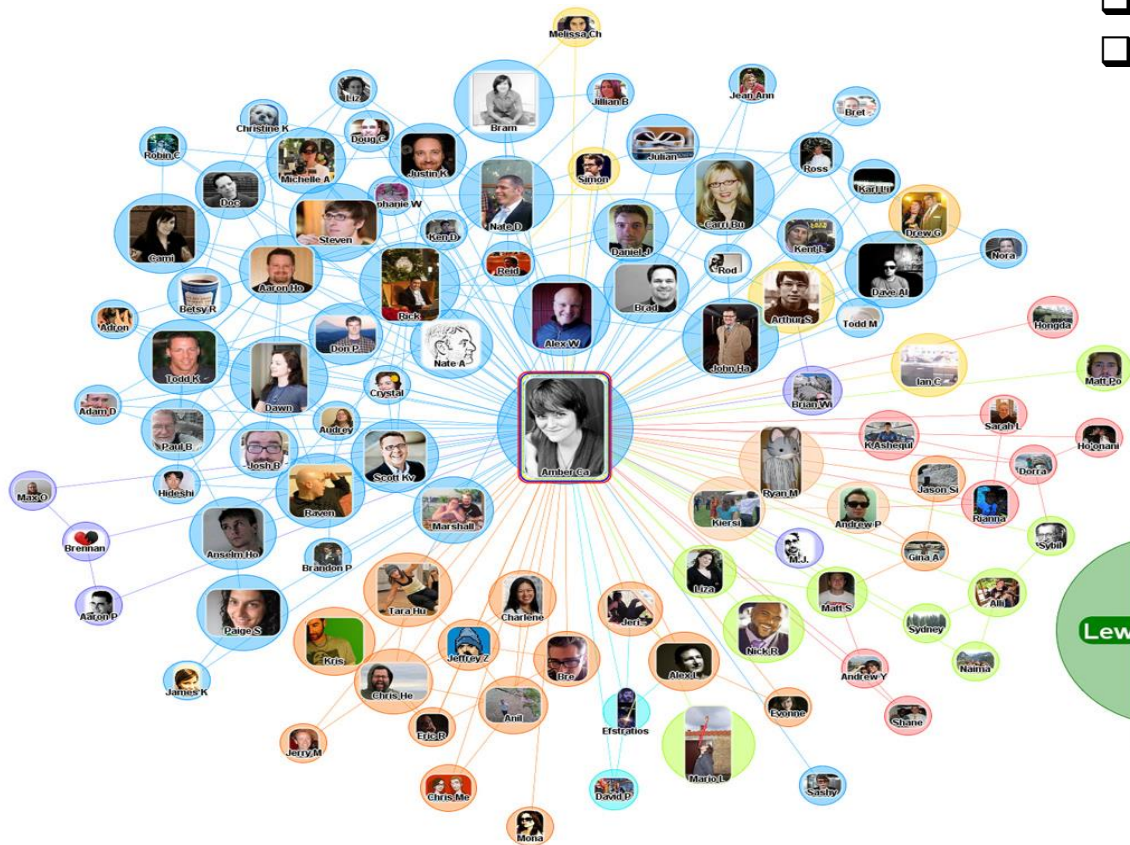 Melissa Ch
Liz
Bram
Jillian B
Jean Ann
Bret
Christine K
Doug C
Robin C
Michelle A
Justin K
Simon
Julian
Ross
Karl Li
Doc
phanie W
Nate D
Carri Bu
Steven
Ken D
Daniel J
Kent L
Drew G
Cami
Reid
Rod
Nora
Aaron Ho
Rick
Brad
Arthur S
Dave Al
Betsy R
Alex W
Todd M
Adron
Don P
Nate A
John Ha
Hongda
Todd K
Ian C
Matt Po
Dawn
Crystal
Brian Wi
Adam D
Audrey
Sarah L
Paul B
Josh B
Scott Kv
Amber Ca
K Ashequl
Ho'onani
Dorra
Max O
Hideshi
Raven
Ryan M
Jason Si
Marshall
Kiersi
Andrew P
Rianna
Brennan
Anselm Ho
Brandon P
M.J.
Gina A
Sybil
Aaron P
Tara Hu
Charlene
Jeri
Liza
Matt S
Alli
Paige S
Lew
Kris
Jeffrey Z
Nick R
Sydney
James K
Chris He
Bre
Alex L
Andrew Y
Naima
Jerry M
Eric R
Anil
Efstratios
Evonne
Shane
Chris Me
David P
Mario L
Sashy
Mona